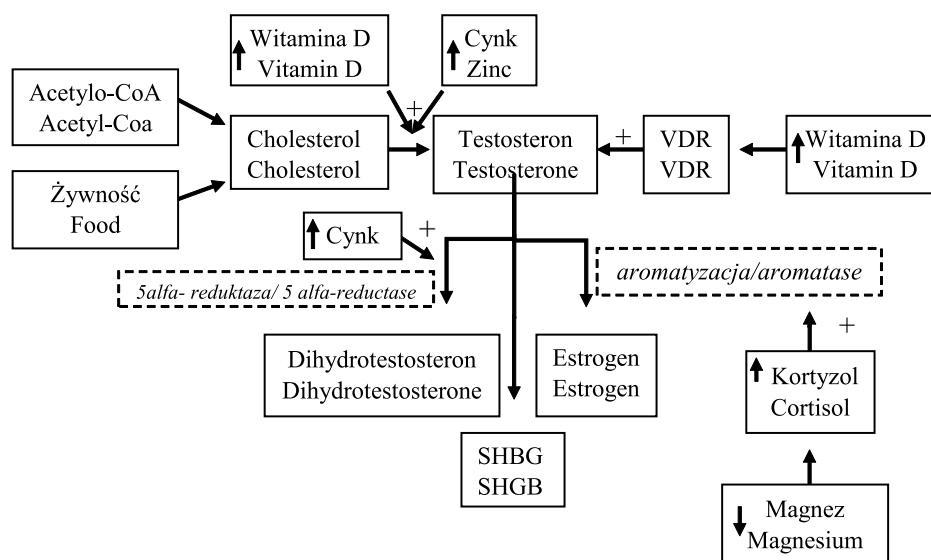 Witamina D
Vitamin D
Cynk
Zinc
Acetylo-CoA
Acetyl-Coa
+
Cholesterol
Cholesterol
Testosteron
Testosterone
+
VDR
VDR
Witamina D
Vitamin D
Żywność
Food
Cynk
+
5alfa- reduktaza/ 5 alfa-reductase
aromatyzacja/aromatase
+
Dihydrotestosteron
Dihydrotestosterone
Estrogen
Estrogen
Kortyzol
Cortisol
SHBG
SHGB
Magnez
Magnesium